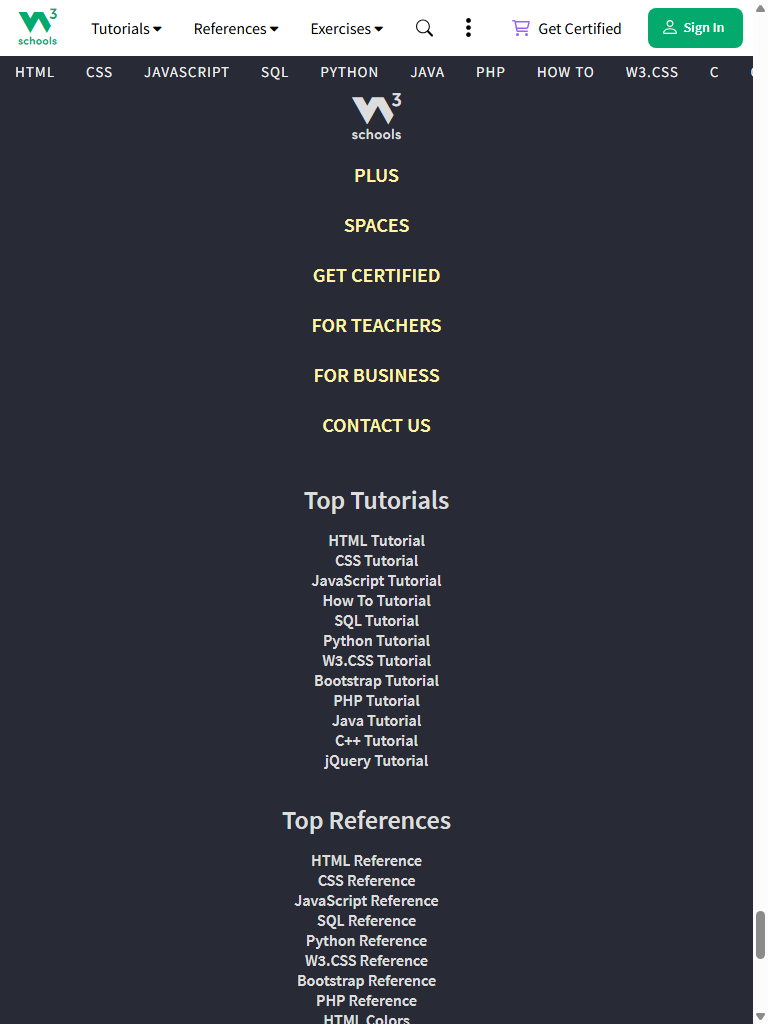 W3 schools
Tutorials References Exercises Get Certified Sign In
HTML CSS JAVASCRIPT SQL PYTHON JAVA PHP HOW TO W3.CSS C
W3 schools
PLUS
SPACES
GET CERTIFIED
FOR TEACHERS
FOR BUSINESS
CONTACT US
Top Tutorials
HTML Tutorial
CSS Tutorial
JavaScript Tutorial
How To Tutorial
SQL Tutorial
Python Tutorial
W3.CSS Tutorial
Bootstrap Tutorial
PHP Tutorial
Java Tutorial
C++ Tutorial
jQuery Tutorial
Top References
HTML Reference
CSS Reference
JavaScript Reference
SQL Reference
Python Reference
W3.CSS Reference
Bootstrap Reference
PHP Reference
HTML Colors